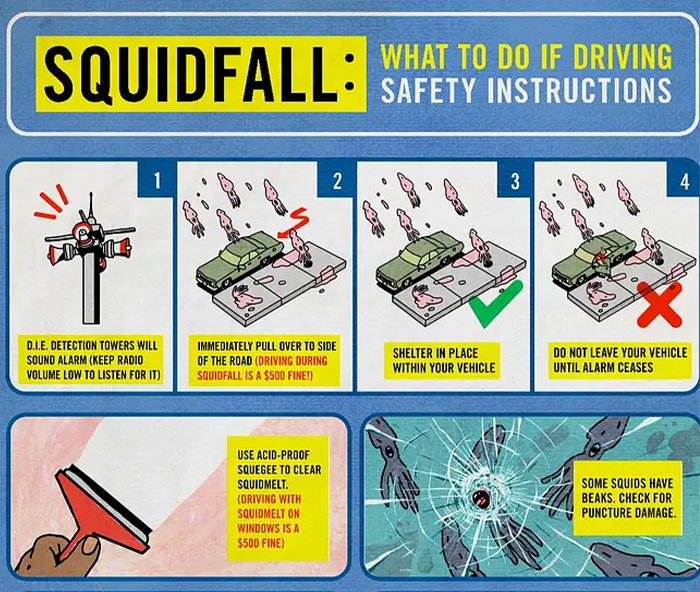 SQUIDFALL:
WHAT TO DO IF DRIVING
SAFETY INSTRUCTIONS
1
D.I.E. DETECTION TOWERS WILL
SOUND ALARM (KEEP RADIO
VOLUME LOW TO LISTEN FOR IT)
2
IMMEDIATELY PULL OVER TO SIDE
OF THE ROAD (DRIVING DURING
SQUIDFALL IS A $500 FINE!)
3
SHELTER IN PLACE
WITHIN YOUR VEHICLE
4
DO NOT LEAVE YOUR VEHICLE
UNTIL ALARM CEASES
USE ACID-PROOF
SQUEEGEE TO CLEAR
SQUIDMELT.
(DRIVING WITH
SQUIDMELT ON
WINDOWS IS A
$500 FINE)
SOME SQUIDS HAVE
BEAKS. CHECK FOR
PUNCTURE DAMAGE.